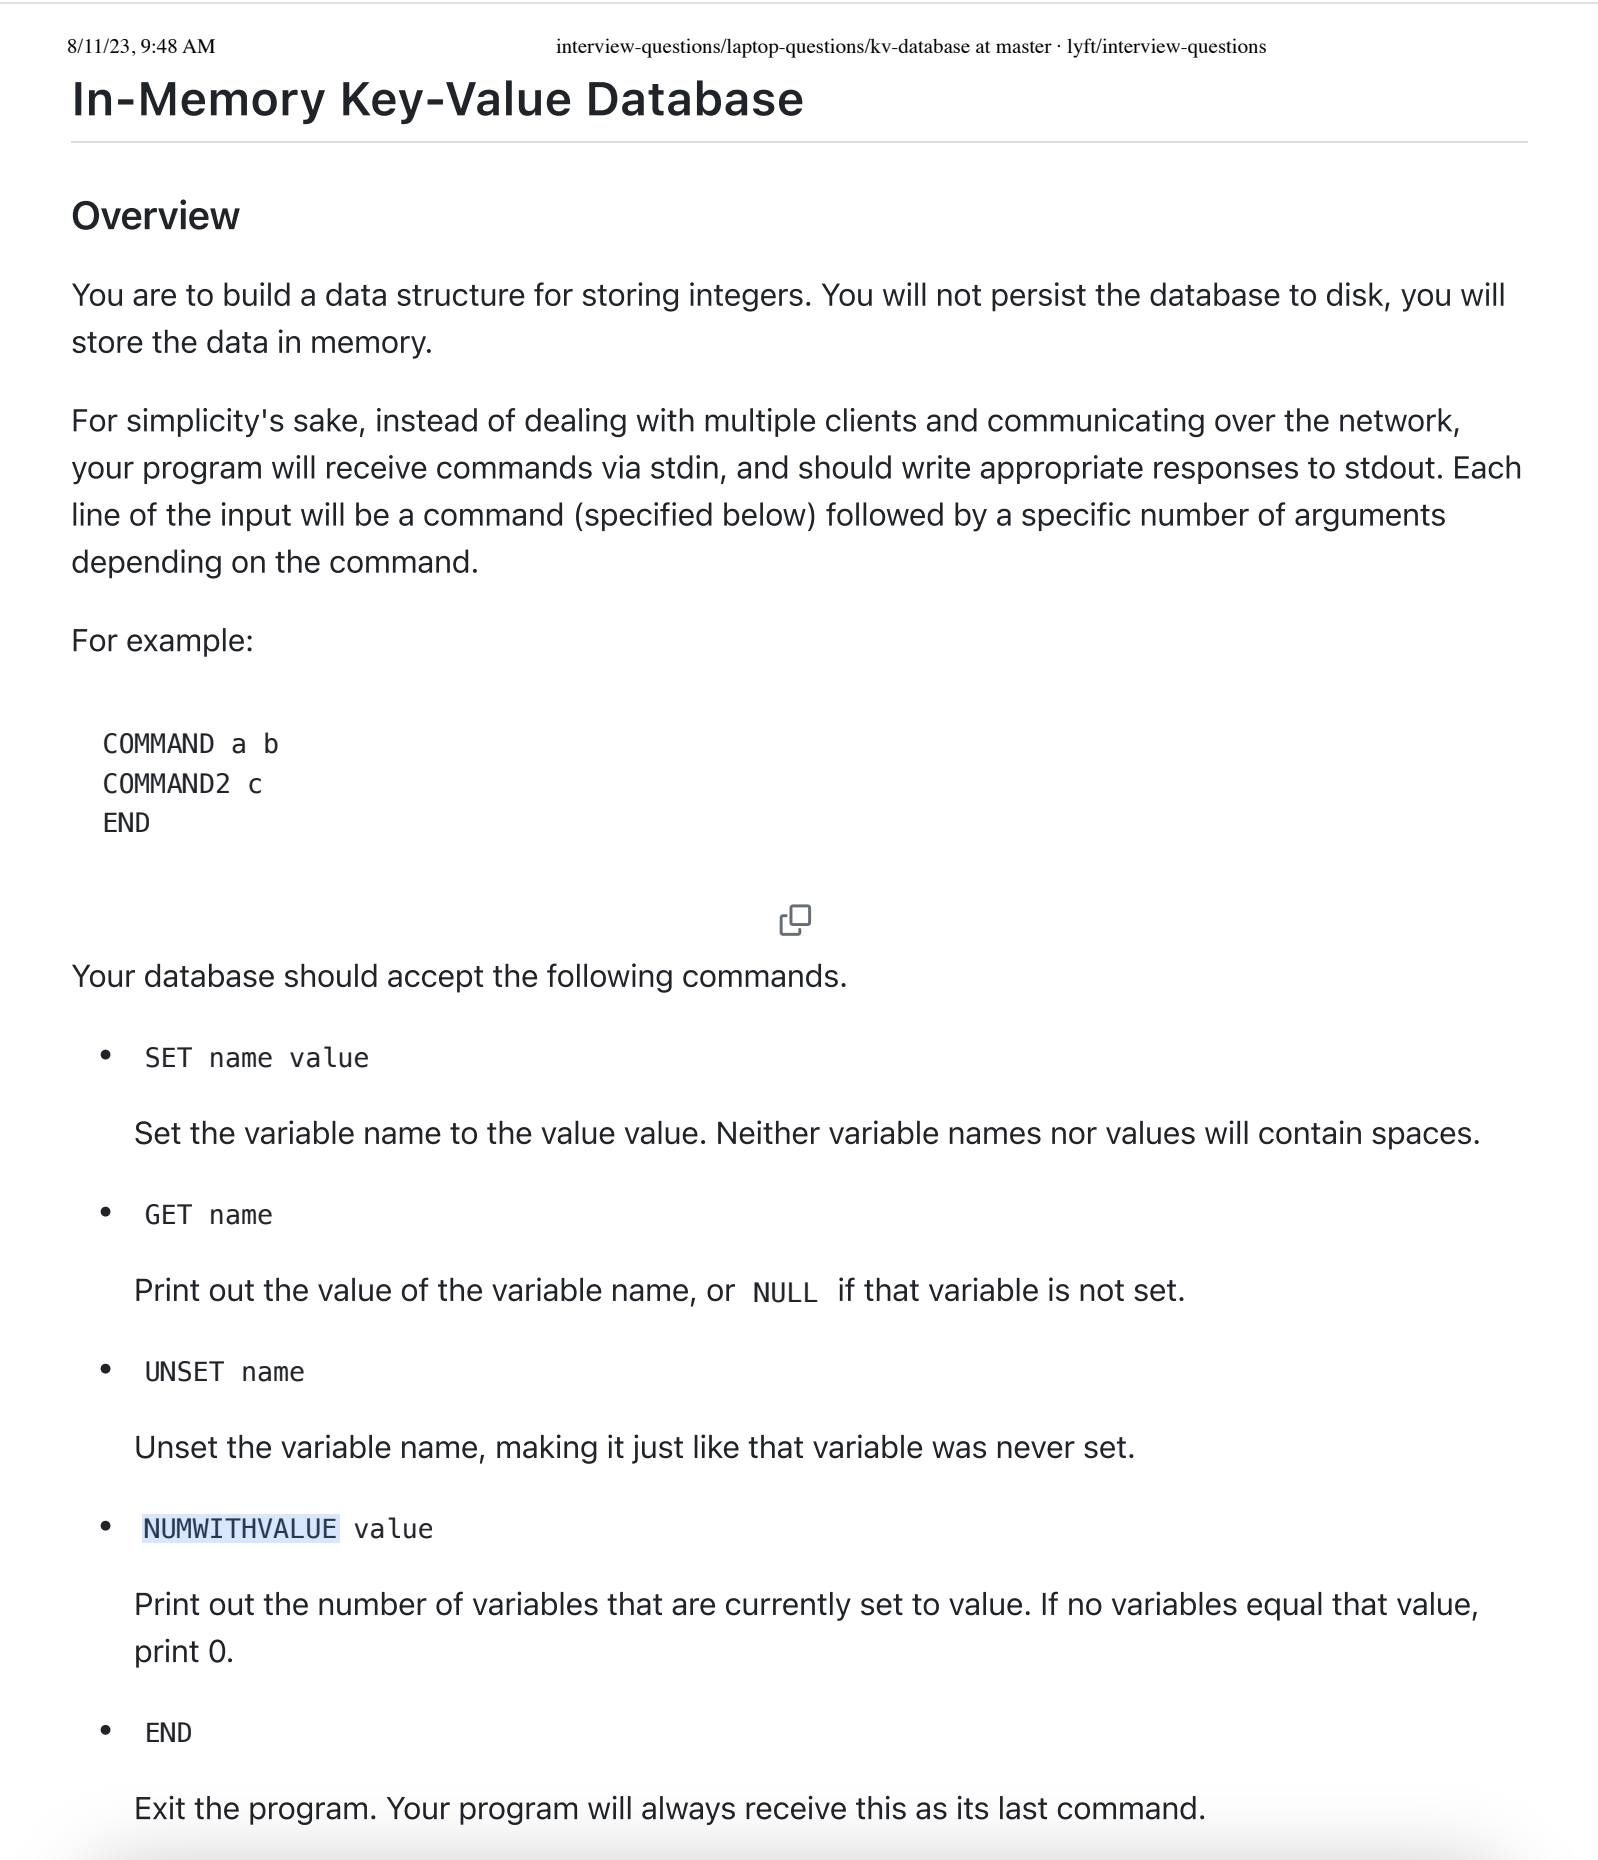 8/11/23, 9:48 AM
interview-questions/laptop-questions/kv-database at master · lyft/interview-questions
In-Memory Key-Value Database
Overview
You are to build a data structure for storing integers. You will not persist the database to disk, you will
store the data in memory.
For simplicity's sake, instead of dealing with multiple clients and communicating over the network,
your program will receive commands via stdin, and should write appropriate responses to stdout. Each
line of the input will be a command (specified below) followed by a specific number of arguments
depending on the command.
For example:
COMMAND a b
COMMAND2 c
END
Your database should accept the following commands.
• SET name value
Set the variable name to the value value. Neither variable names nor values will contain spaces.
• GET name
Print out the value of the variable name, or NULL if that variable is not set.
• UNSET name
Unset the variable name, making it just like that variable was never set.
• NUMWITHVALUE value
Print out the number of variables that are currently set to value. If no variables equal that value,
print 0.
• END
Exit the program. Your program will always receive this as its last command.